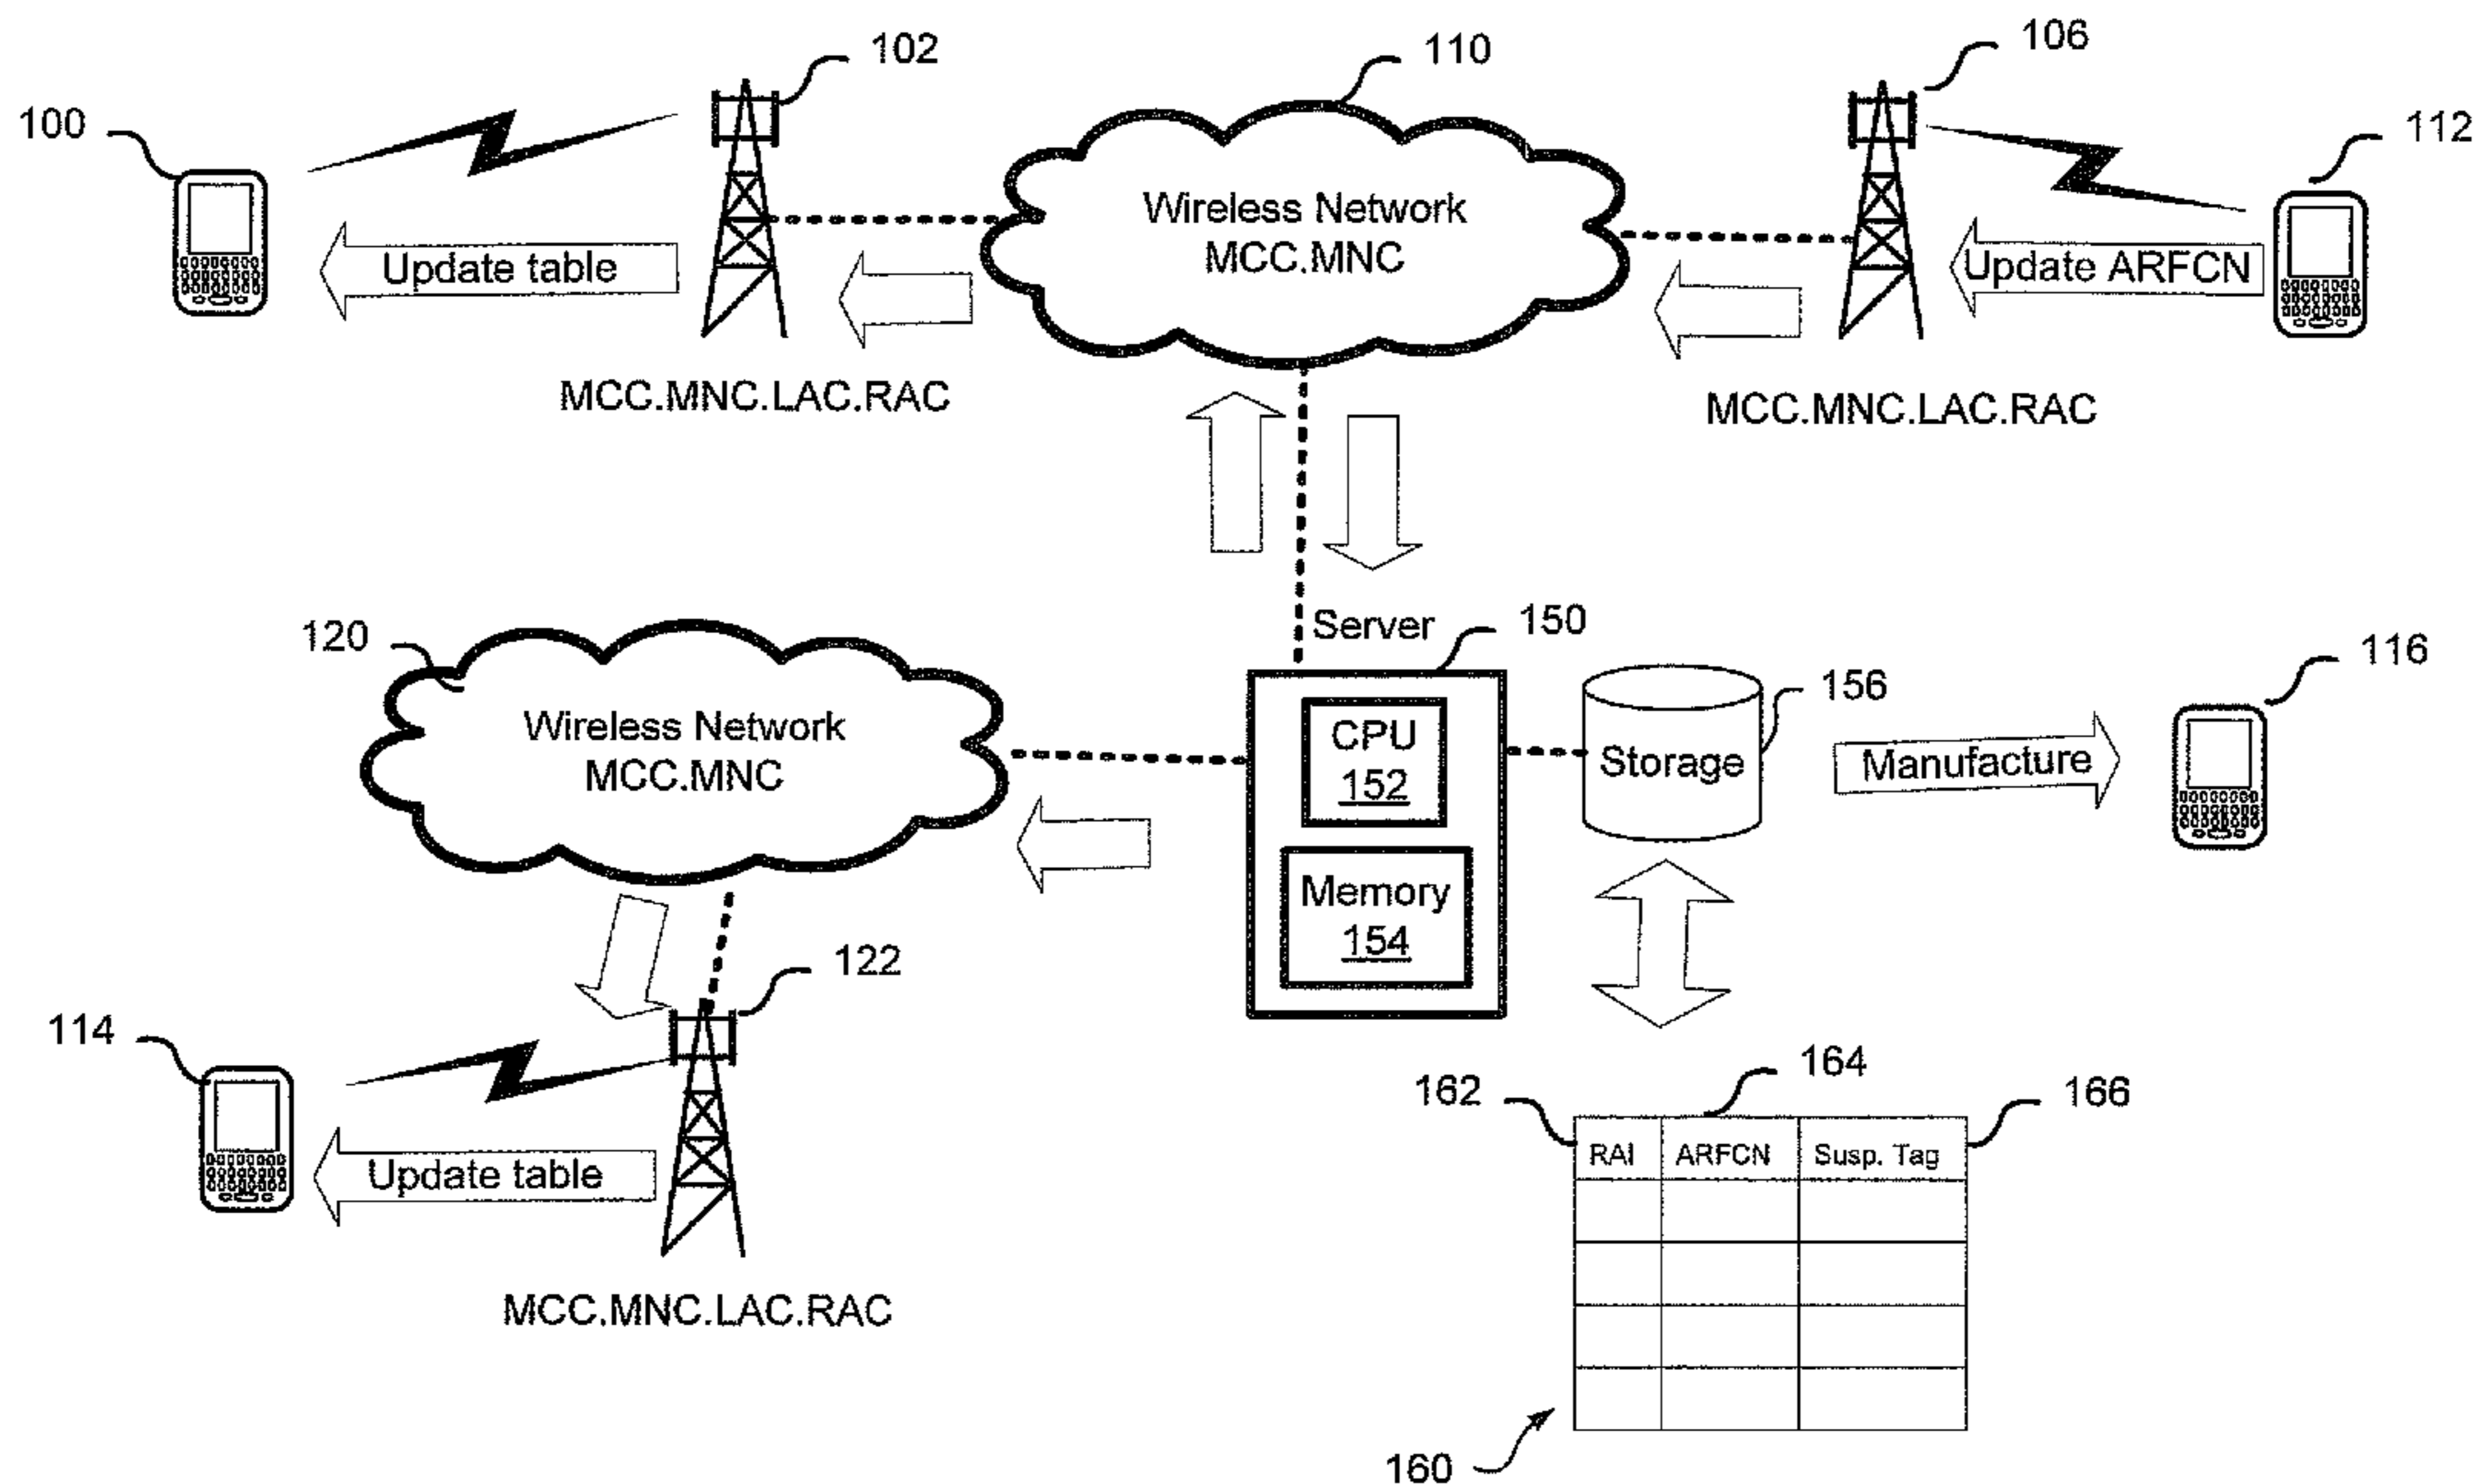 102
110
106
100
112
Wireless Network
MCC.MNC
Update table
Update ARFCN
MCC.MNC.LAC.RAC
MCC.MNC.LAC.RAC
Server
150
120
116
156
Wireless Network
MCC.MNC
CPU
152
Storage
Manufacture
Memory
154
122
114
164
162
166
RAI
ARFCN
Susp. Tag
Update table
MCC.MNC.LAC.RAC
160